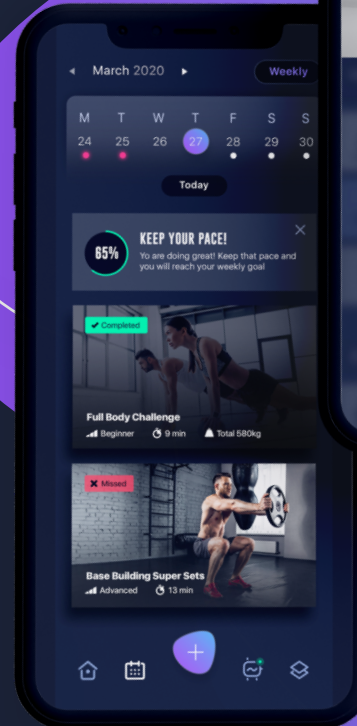 March 2020
Weekly
M T W T F S S
24 25 26 27 28 29 30
Today
65%
KEEP YOUR PACE!
Yo are doing great! Keep that pace and
you will reach your weekly goal
Completed
Full Body Challenge
Beginner 9 min Total 580kg
Missed
Base Building Super Sets
Advanced 13 min